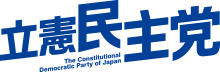 立憲民主党
The Constitutional
Democratic Party of Japan